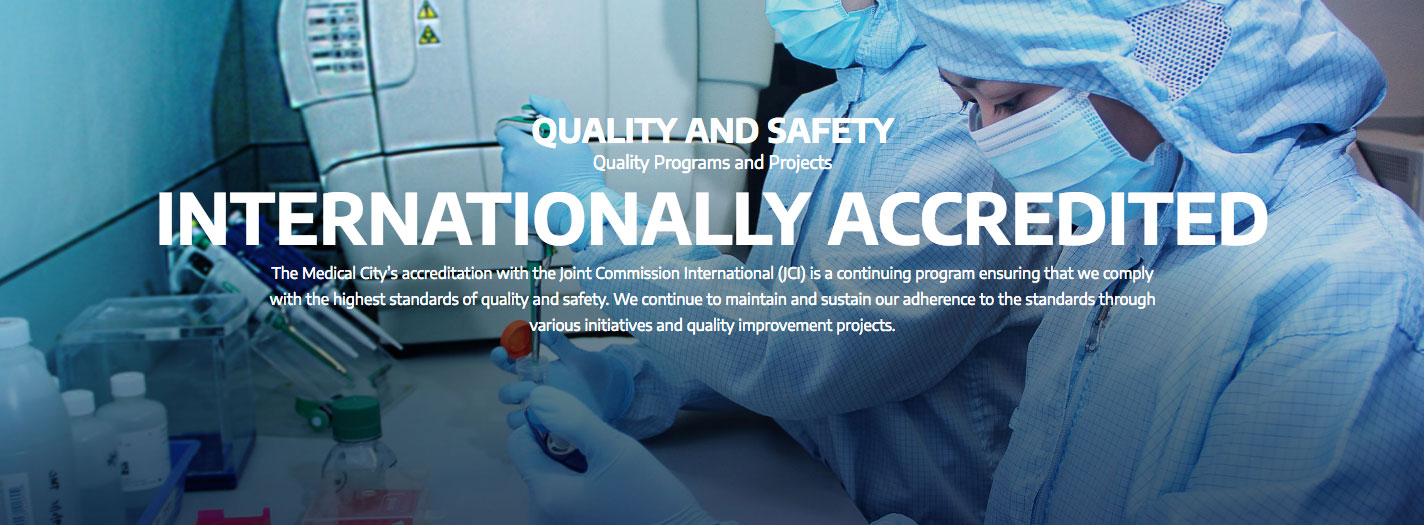 QUALITY AND SAFETY
Quality Programs and Projects
INTERNATIONALLY ACCREDITED
The Medical City's accreditation with the Joint Commission International (JCI) is a continuing program ensuring that we comply
with the highest standards of quality and safety. We continue to maintain and sustain our adherence to the standards through
various initiatives and quality improvement projects.